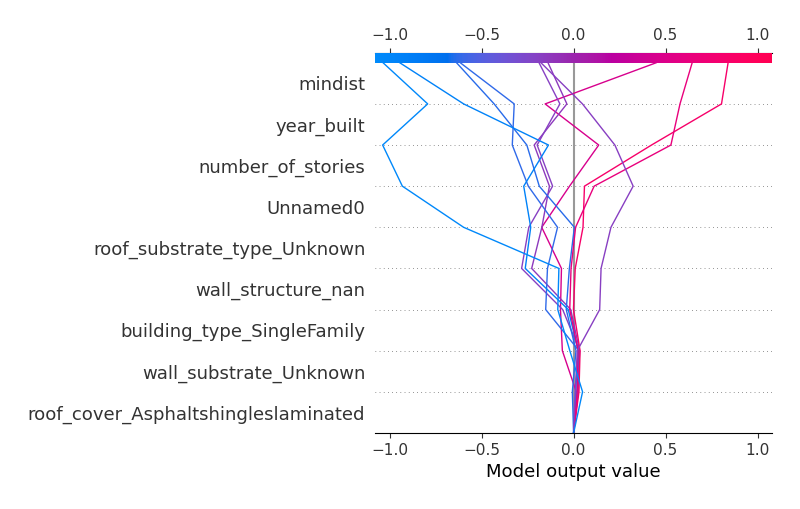 −1.0 −0.5 0.0 0.5 1.0
mindist
year_built
number_of_stories
Unnamed0
roof_substrate_type_Unknown
wall_structure_nan
building_type_SingleFamily
wall_substrate_Unknown
roof_cover_Asphaltshingleslaminated
−1.0 −0.5 0.0 0.5 1.0
Model output value